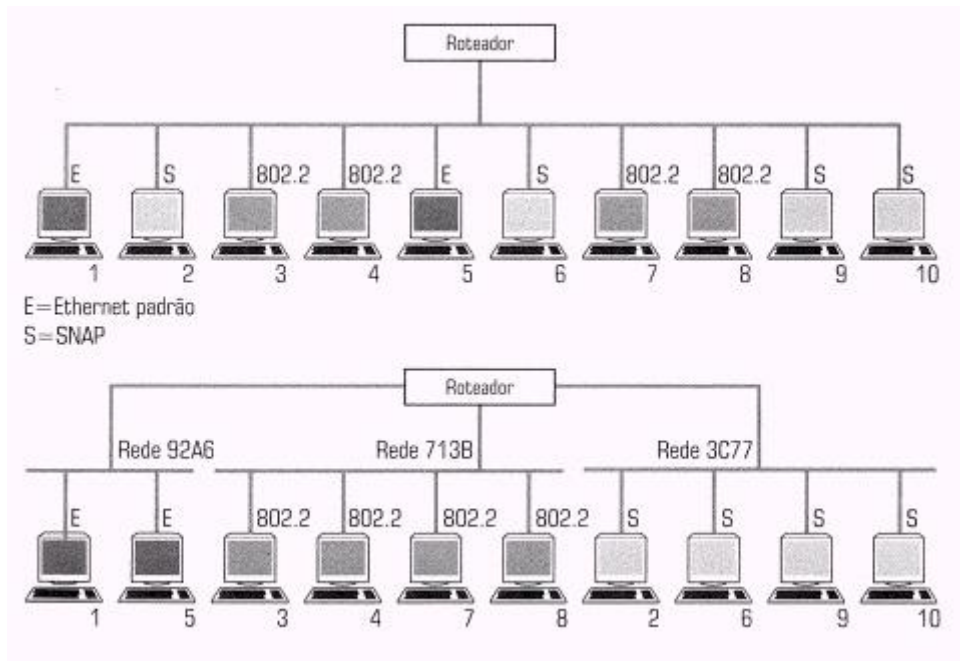 Roteador
E S 802.2 802.2 E S 802.2 802.2 S S
1 2 3 4 5 6 7 8 9 10
E=Ethernet padrão
S=SNAP
Roteador
Rede 92A6 Rede 713B Rede 3C77
E E 802.2 802.2 802.2 802.2 S S S S
1 5 3 4 7 8 2 6 9 10